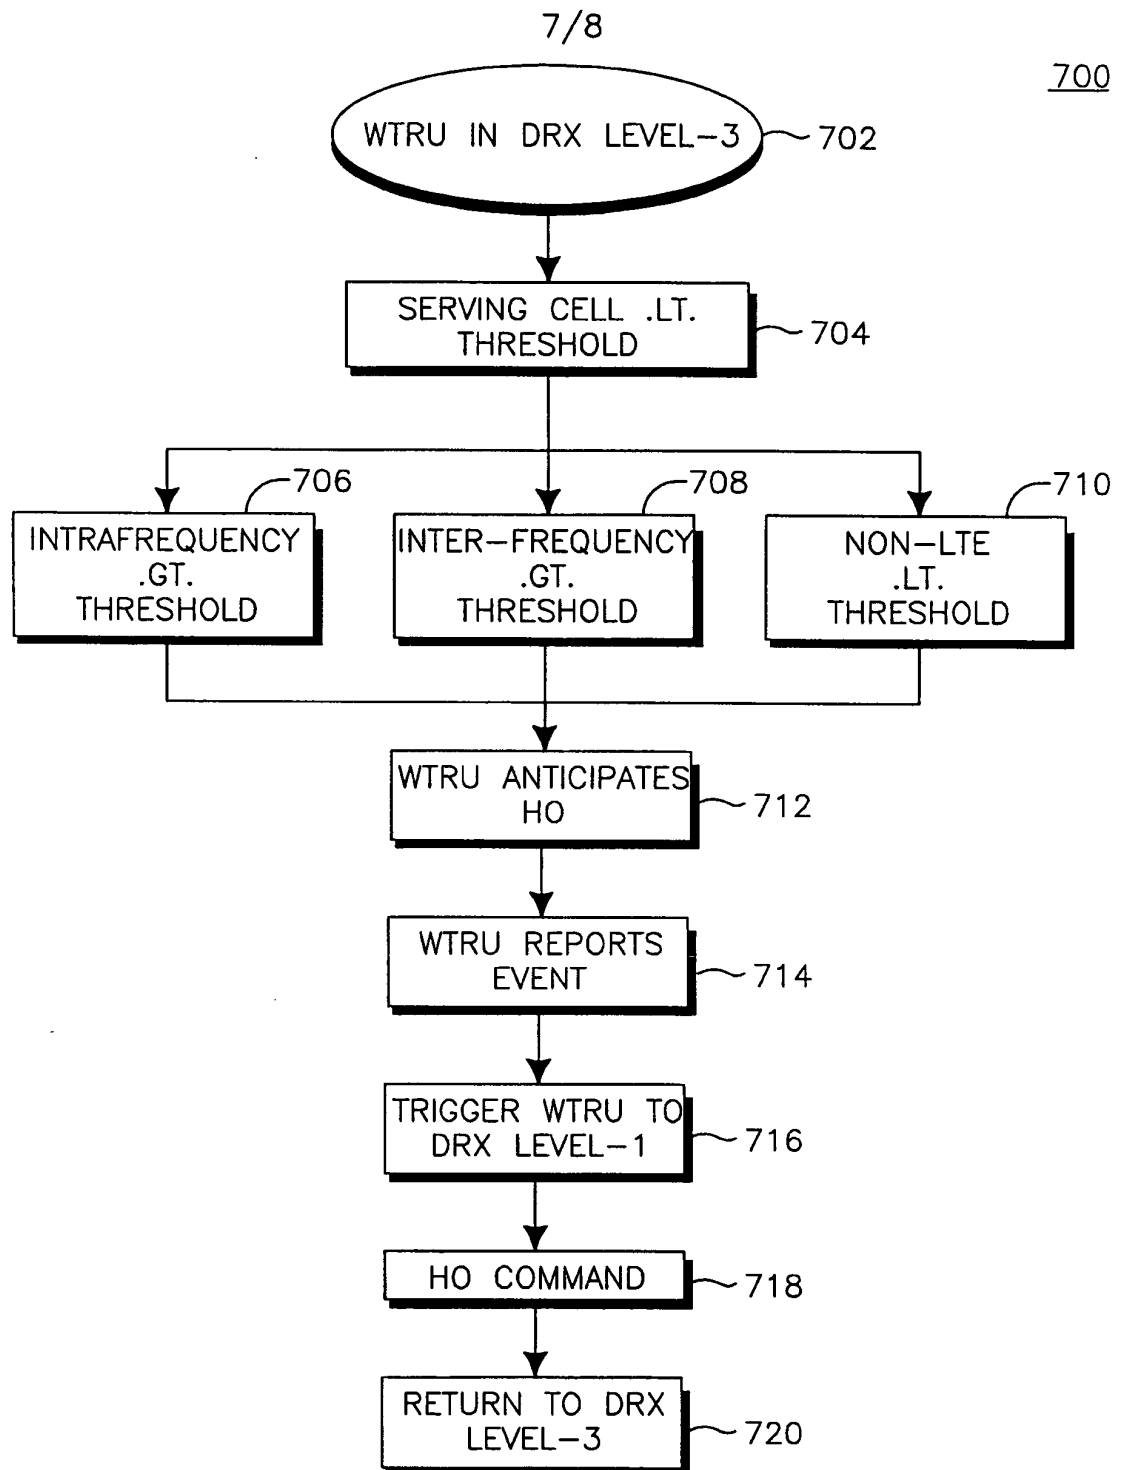 7/8
700
WTRU IN DRX LEVEL-3
702
SERVING CELL .LT.
THRESHOLD
704
706
INTRAFREQUENCY
.GT.
THRESHOLD
708
INTER-FREQUENCY
.GT.
THRESHOLD
710
NON-LTE
.LT.
THRESHOLD
WTRU ANTICIPATES
HO
712
WTRU REPORTS
EVENT
714
TRIGGER WTRU TO
DRX LEVEL-1
716
HO COMMAND
718
RETURN TO DRX
LEVEL-3
720